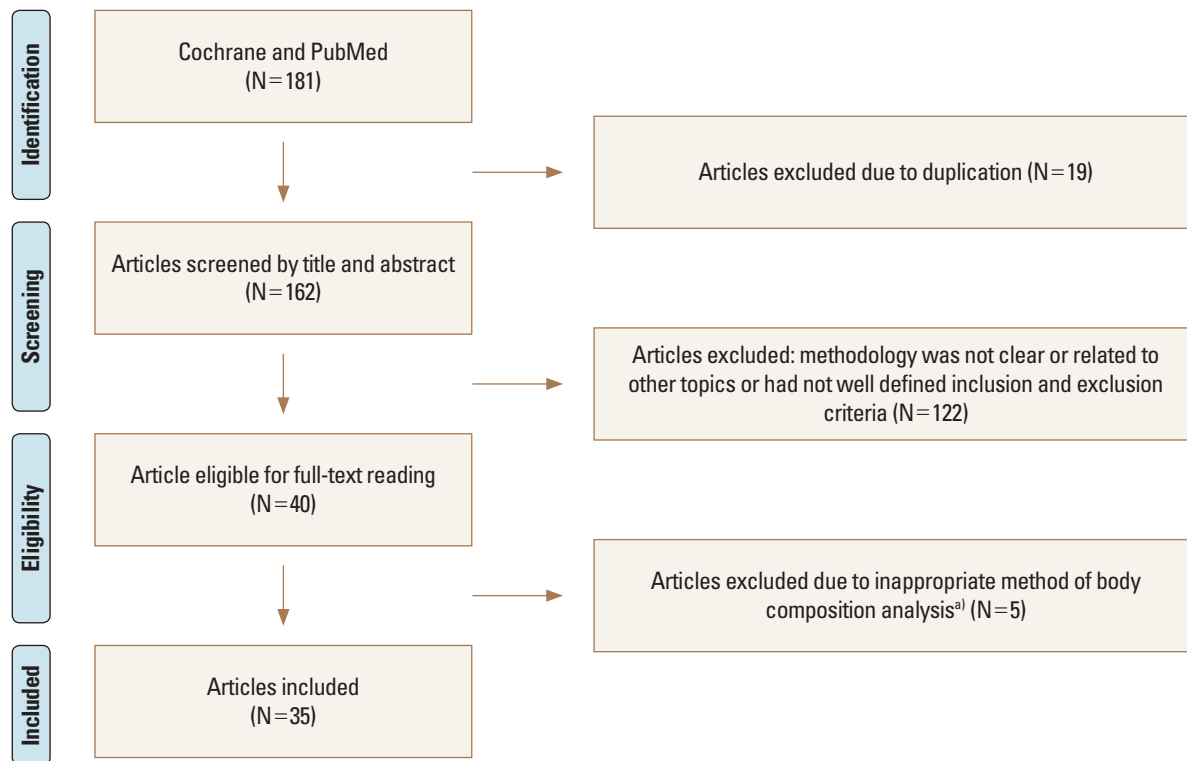 Identification
Cochrane and PubMed
(N=181)
Articles excluded due to duplication (N=19)
Screening
Articles screened by title and abstract
(N=162)
Articles excluded: methodology was not clear or related to
other topics or had not well defined inclusion and exclusion
criteria (N=122)
Eligibility
Article eligible for full-text reading
(N=40)
Articles excluded due to inappropriate method of body
composition analysisᵃ⁾ (N=5)
Included
Articles included
(N=35)